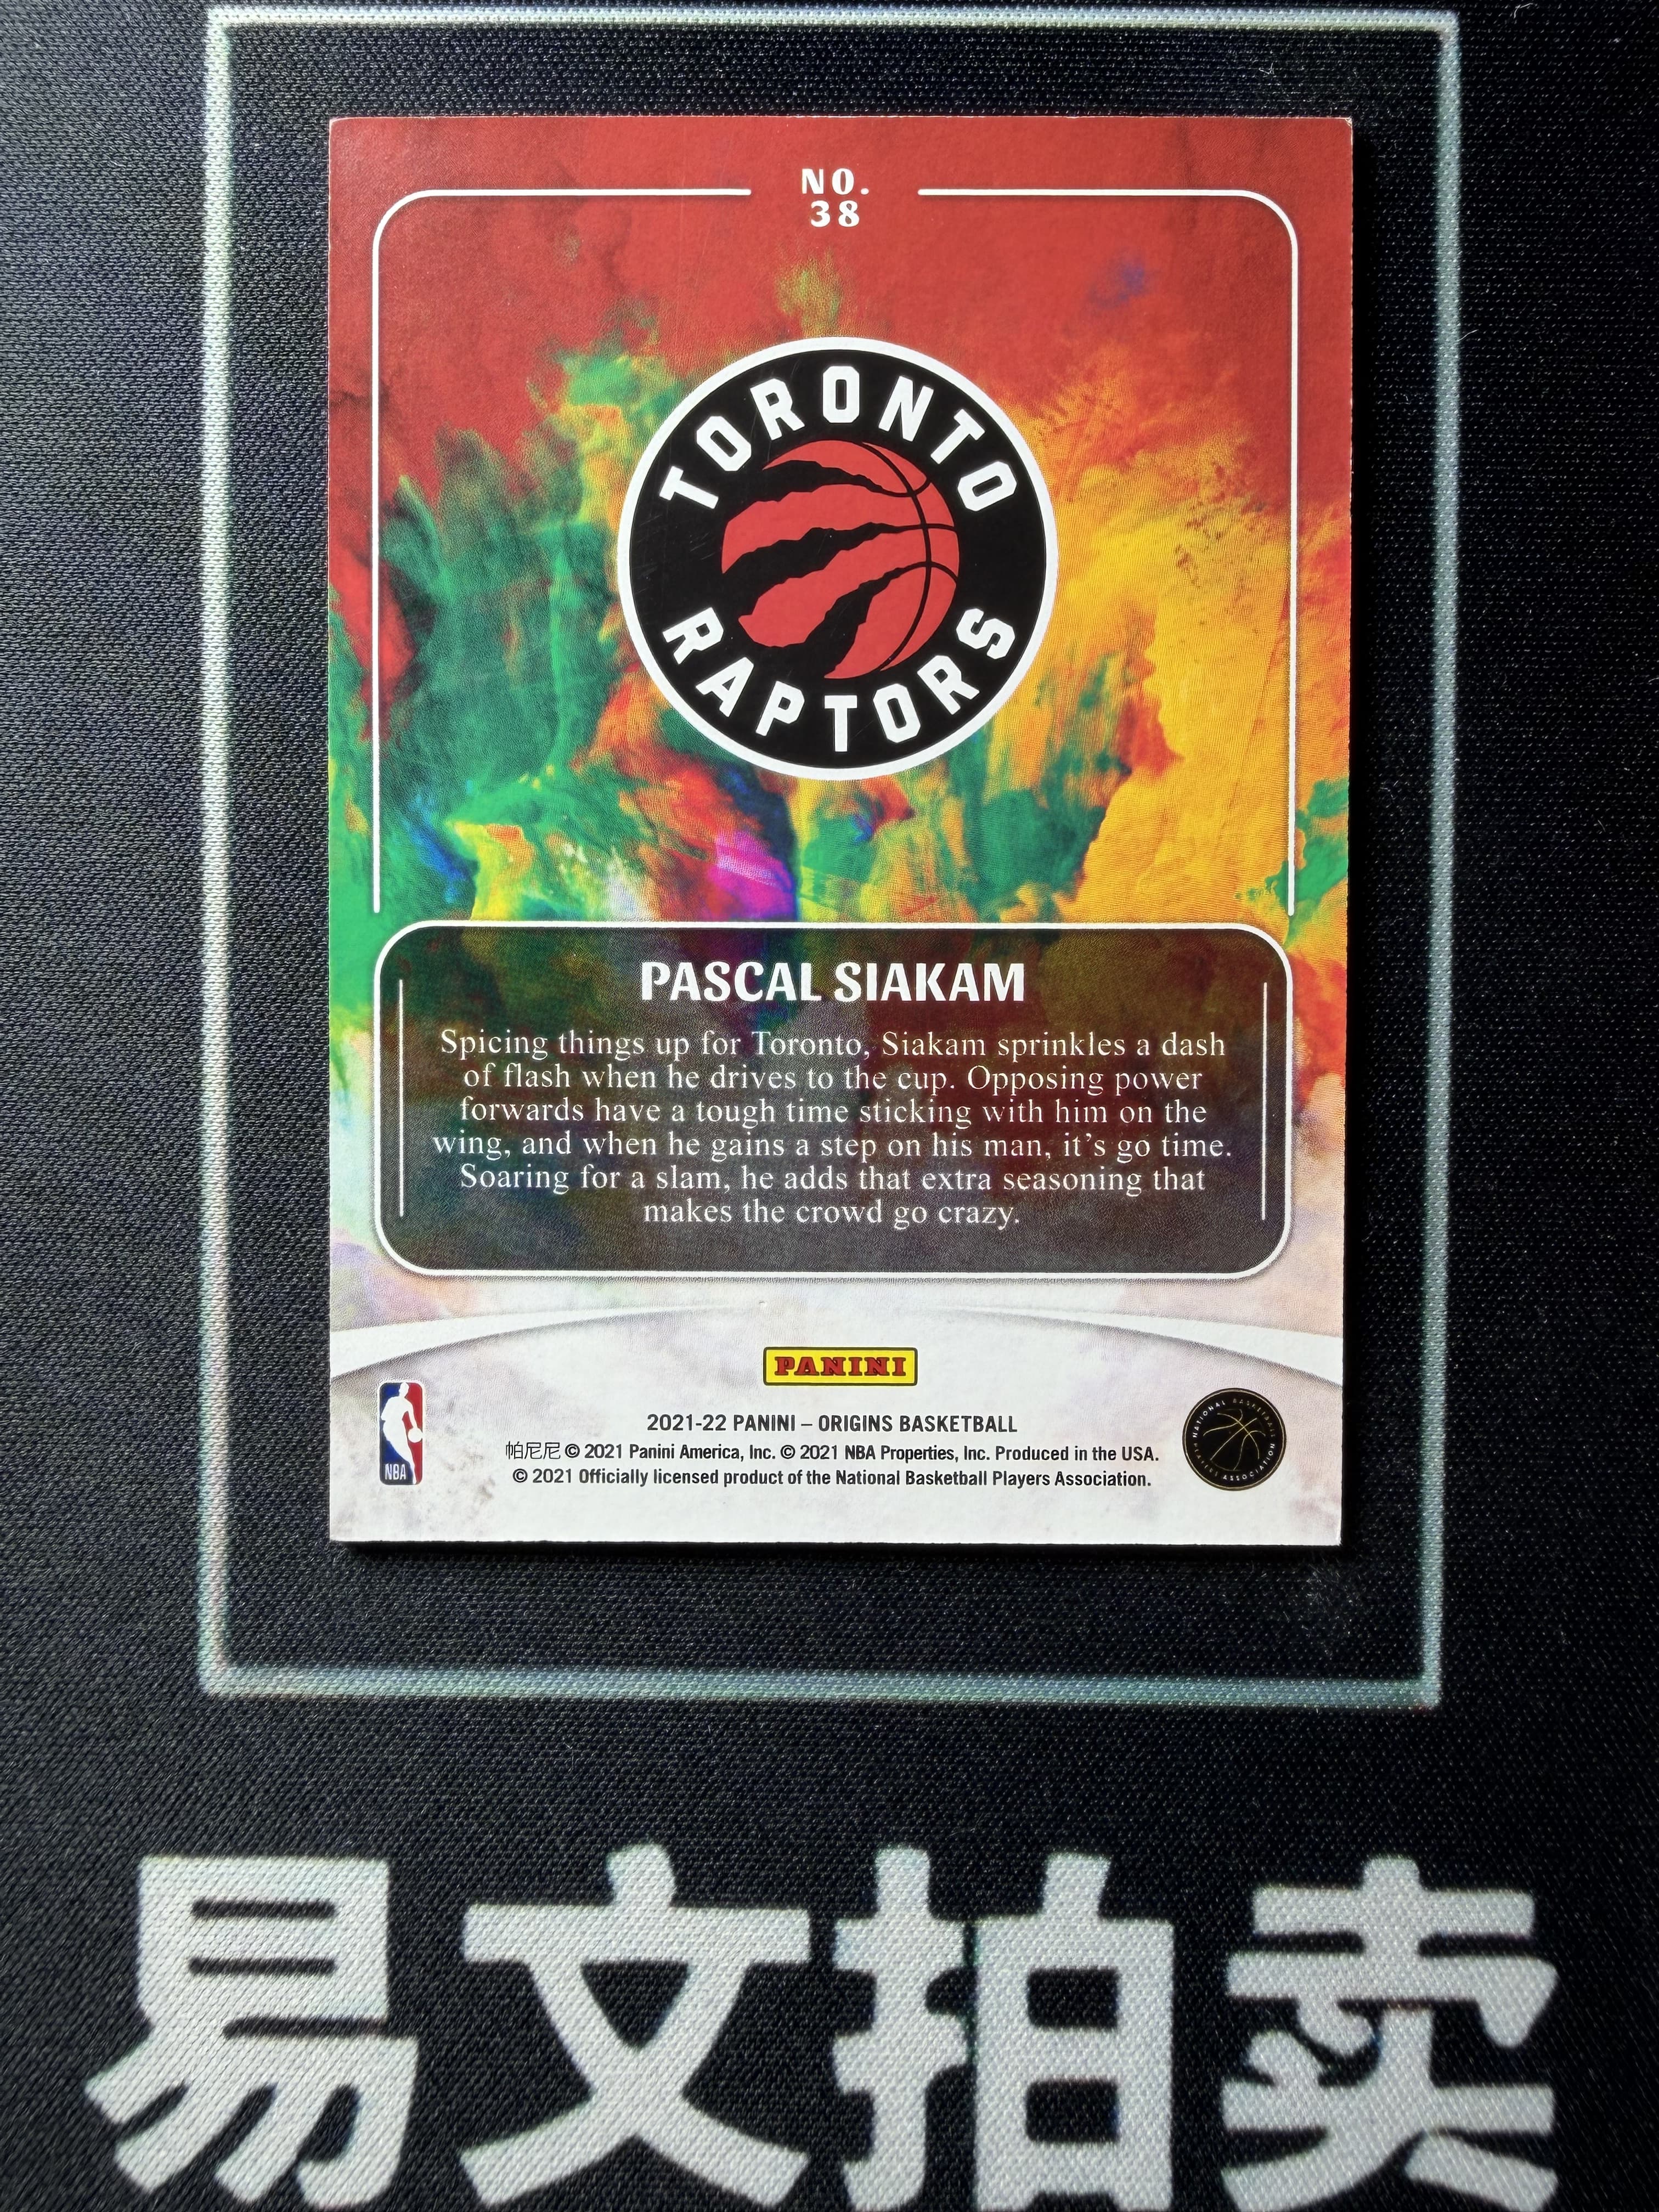 NO.
38
TORONTO
RAPTORS
PASCAL SIAKAM
Spicing things up for Toronto, Siakam sprinkles a dash
of flash when he drives to the cup. Opposing power
forwards have a tough time sticking with him on the
wing, and when he gains a step on his man, it's go time.
Soaring for a slam, he adds that extra seasoning that
makes the crowd go crazy.
PANINI
2021-22 PANINI – ORIGINS BASKETBALL
帕尼尼 © 2021 Panini America, Inc. © 2021 NBA Properties, Inc. Produced in the USA.
© 2021 Officially licensed product of the National Basketball Players Association.
NBA
NATIONAL BASKETBALL
PLAYERS ASSOCIATION
易文拍卖